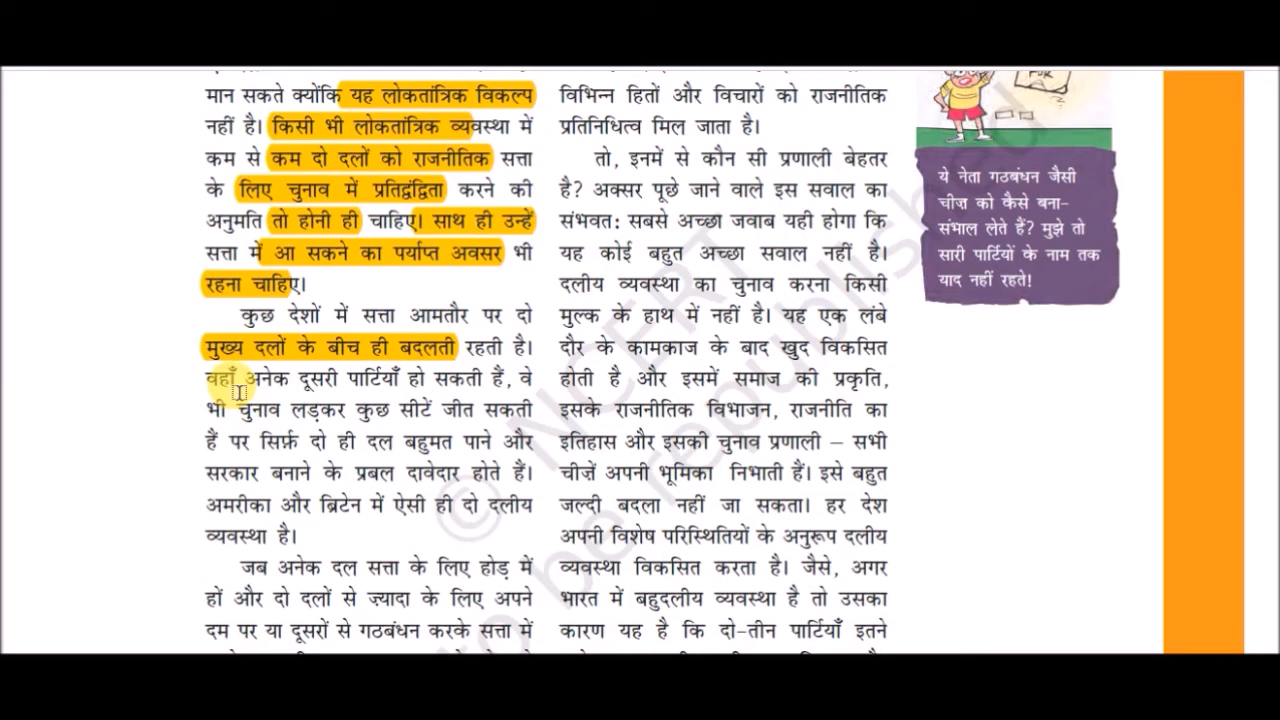 मान सकते क्योंकि यह लोकतांत्रिक विकल्प
नहीं है। किसी भी लोकतांत्रिक व्यवस्था में
कम से कम दो दलों को राजनीतिक सत्ता
के लिए चुनाव में प्रतिद्वंद्विता करने की
अनुमति तो होनी ही चाहिए। साथ ही उन्हें
सत्ता में आ सकने का पर्याप्त अवसर भी
रहना चाहिए।
कुछ देशों में सत्ता आमतौर पर दो
मुख्य दलों के बीच ही बदलती रहती है।
वहाँ अनेक दूसरी पार्टियाँ हो सकती हैं, वे
भी चुनाव लड़कर कुछ सीटें जीत सकती
हैं पर सिर्फ़ दो ही दल बहुमत पाने और
सरकार बनाने के प्रबल दावेदार होते हैं।
अमरीका और ब्रिटेन में ऐसी ही दो दलीय
व्यवस्था है।
जब अनेक दल सत्ता के लिए होड़ में
हों और दो दलों से ज़्यादा के लिए अपने
दम पर या दूसरों से गठबंधन करके सत्ता में
विभिन्न हितों और विचारों को राजनीतिक
प्रतिनिधित्व मिल जाता है।
तो, इनमें से कौन सी प्रणाली बेहतर
है? अक्सर पूछे जाने वाले इस सवाल का
संभवत: सबसे अच्छा जवाब यही होगा कि
यह कोई बहुत अच्छा सवाल नहीं है।
दलीय व्यवस्था का चुनाव करना किसी
मुल्क के हाथ में नहीं है। यह एक लंबे
दौर के कामकाज के बाद खुद विकसित
होती है और इसमें समाज की प्रकृति,
इसके राजनीतिक विभाजन, राजनीति का
इतिहास और इसकी चुनाव प्रणाली – सभी
चीज़ें अपनी भूमिका निभाती हैं। इसे बहुत
जल्दी बदला नहीं जा सकता। हर देश
अपनी विशेष परिस्थितियों के अनुरूप दलीय
व्यवस्था विकसित करता है। जैसे, अगर
भारत में बहुदलीय व्यवस्था है तो उसका
कारण यह है कि दो-तीन पार्टियाँ इतने
FOR
ये नेता गठबंधन जैसी
चीज़ को कैसे बना-
संभाल लेते हैं? मुझे तो
सारी पार्टियों के नाम तक
याद नहीं रहते!
© NCERT
to be republished